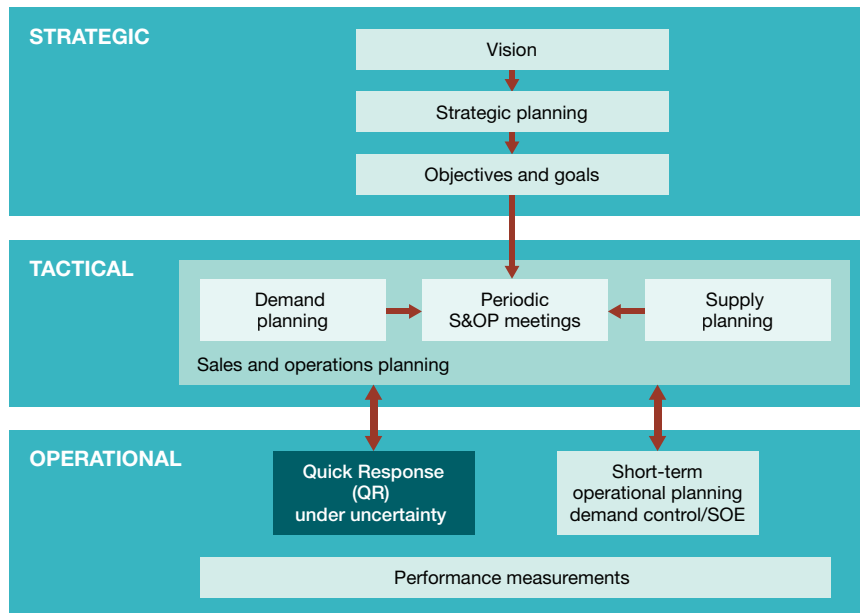 STRATEGIC
Vision
Strategic planning
Objectives and goals
TACTICAL
Demand
planning
Periodic
S&OP meetings
Supply
planning
Sales and operations planning
OPERATIONAL
Quick Response
(QR)
under uncertainty
Short-term
operational planning
demand control/SOE
Performance measurements